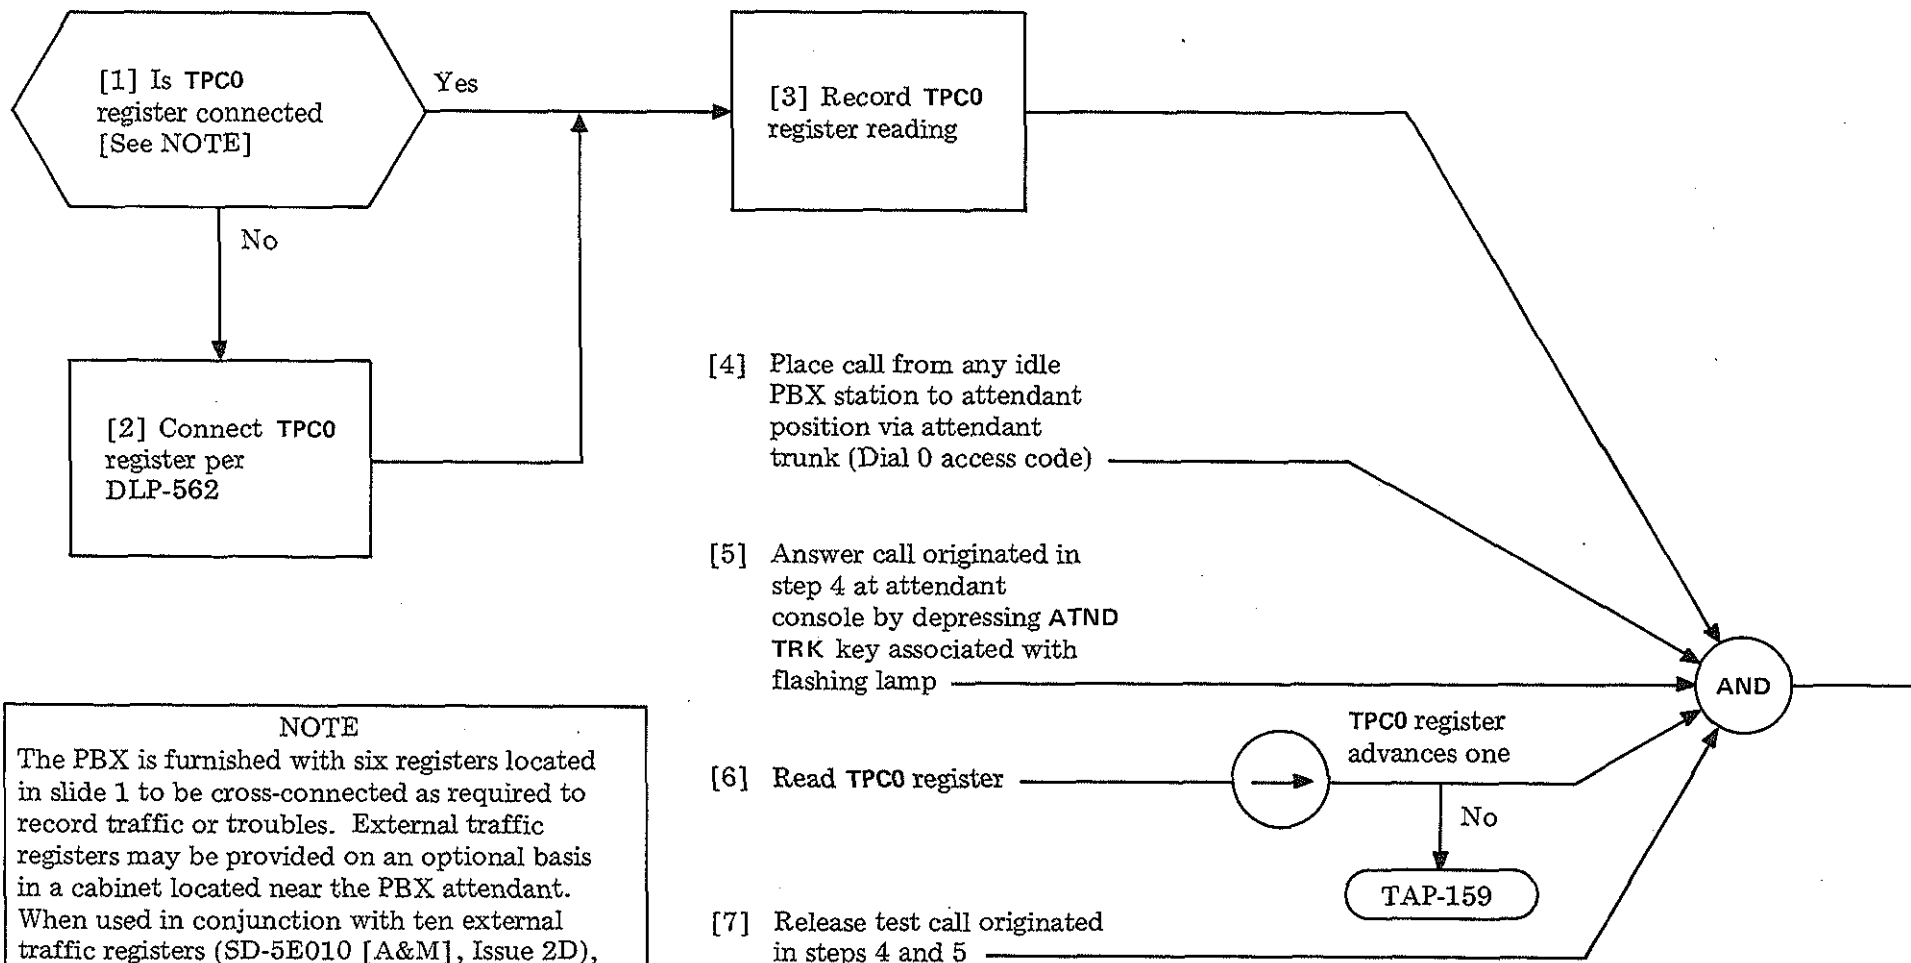 [1] Is TPC0
register connected
[See NOTE]
Yes
No
[2] Connect TPC0
register per
DLP-562
[3] Record TPC0
register reading
[4] Place call from any idle
PBX station to attendant
position via attendant
trunk (Dial 0 access code)
[5] Answer call originated in
step 4 at attendant
console by depressing ATND
TRK key associated with
flashing lamp
AND
TPC0 register
advances one
[6] Read TPC0 register
No
TAP-159
[7] Release test call originated
in steps 4 and 5
NOTE
The PBX is furnished with six registers located
in slide 1 to be cross-connected as required to
record traffic or troubles. External traffic
registers may be provided on an optional basis
in a cabinet located near the PBX attendant.
When used in conjunction with ten external
traffic registers (SD-5E010 [A&M], Issue 2D),